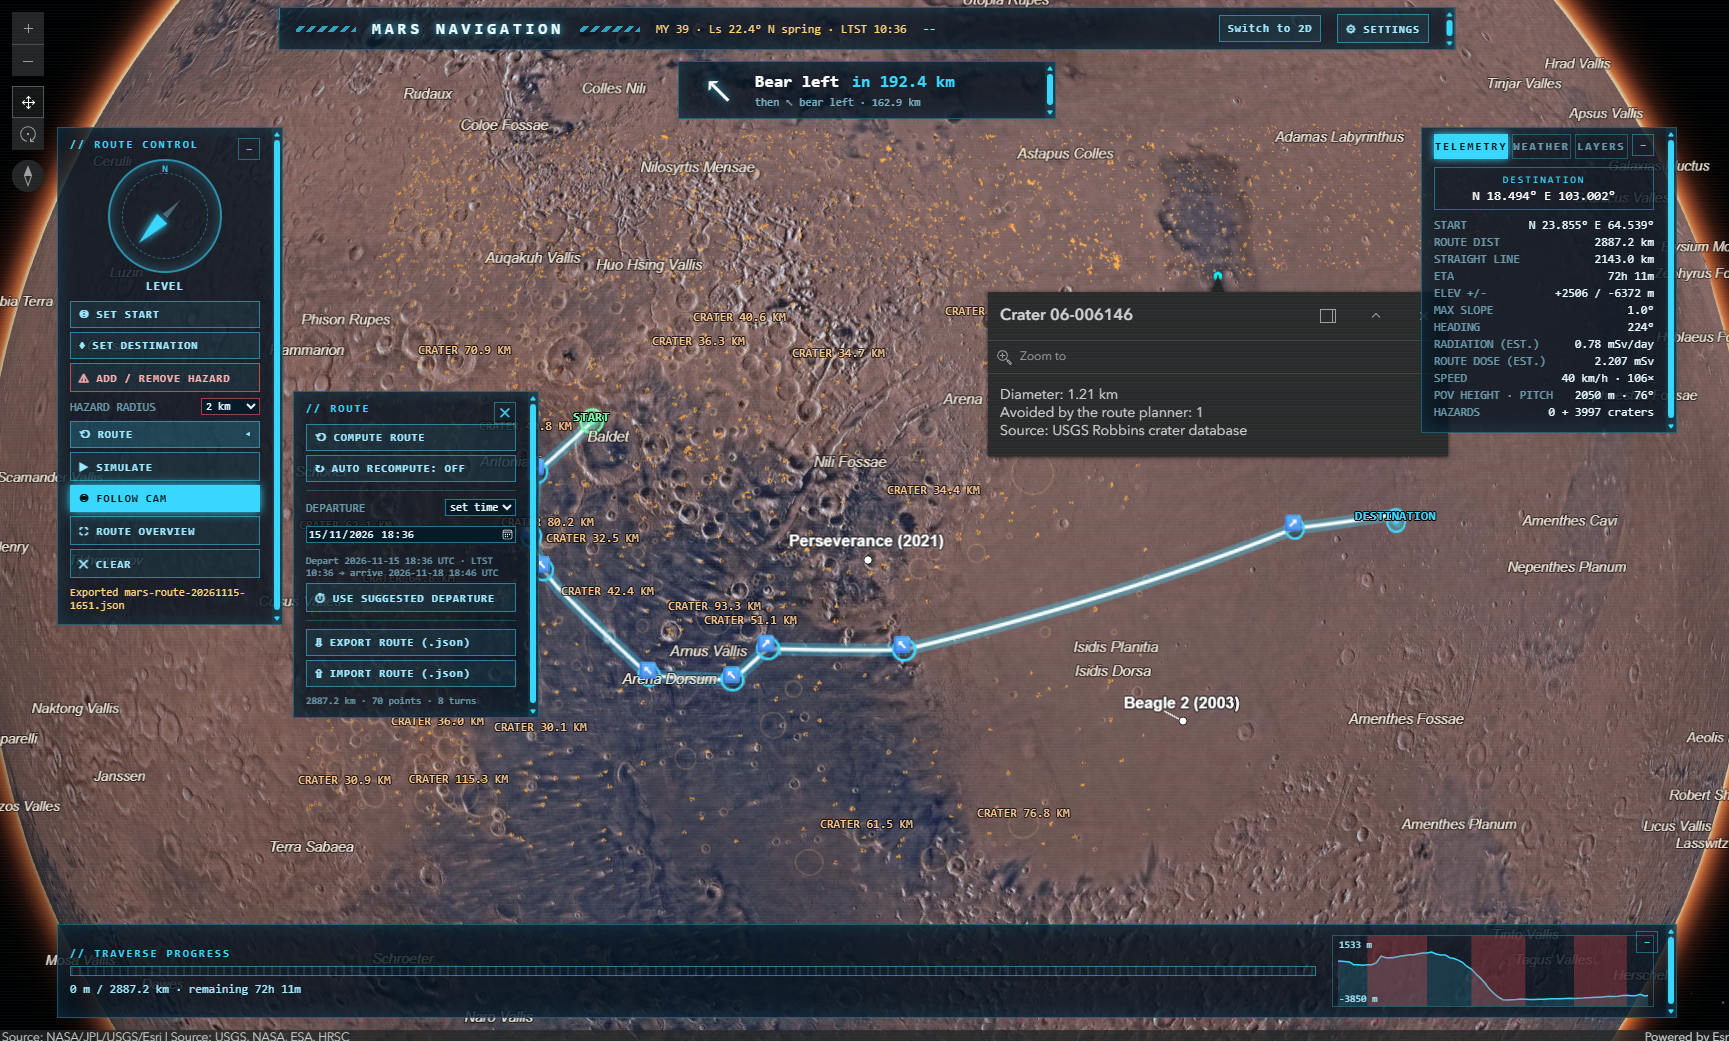 Utopia Rupes
MARS NAVIGATION
MY 39 · Ls 22.4° N spring · LTST 10:36 --
Switch to 2D
⚙ SETTINGS
Bear left in 192.4 km
then ↖ bear left · 162.9 km
// ROUTE CONTROL
N
LEVEL
SET START
SET DESTINATION
ADD / REMOVE HAZARD
HAZARD RADIUS
2 km
ROUTE
SIMULATE
FOLLOW CAM
ROUTE OVERVIEW
CLEAR
Exported mars-route-20261115-
1651.json
// ROUTE
COMPUTE ROUTE
AUTO RECOMPUTE: OFF
DEPARTURE
set time
15/11/2026 18:36
Depart 2026-11-15 18:36 UTC · LTST
10:36 → arrive 2026-11-18 18:46 UTC
USE SUGGESTED DEPARTURE
EXPORT ROUTE (.json)
IMPORT ROUTE (.json)
2887.2 km · 70 points · 8 turns
Rudaux
Colles Nili
Coloe Fossae
Nilosyrtis Mensae
Auqakuh Vallis
Huo Hsing Vallis
Phison Rupes
Astapus Colles
Adamas Labyrinthus
Hrad Vallis
Tinjar Valles
Apsus Vallis
CRATER 40.6 KM
CRATER 36.3 KM
CRATER 34.7 KM
CRATER 70.9 KM
CRATER
START
Baldet
Arena
Nili Fossae
CRATER 34.4 KM
80.2 KM
CRATER 32.5 KM
Perseverance (2021)
CRATER 42.4 KM
CRATER 93.3 KM
CRATER 51.1 KM
Arnus Vallis
Arena Dorsum
DESTINATION
Amenthes Cavi
Nepenthes Planum
Isidis Planitia
Isidis Dorsa
Beagle 2 (2003)
Amenthes Fossae
CRATER 36.0 KM
CRATER 30.1 KM
CRATER 30.9 KM
CRATER 115.3 KM
CRATER 61.5 KM
CRATER 76.8 KM
Amenthes Planum
Licus Vallis
Naktong Vallis
Janssen
Terra Sabaea
Crater 06-006146
Zoom to
Diameter: 1.21 km
Avoided by the route planner: 1
Source: USGS Robbins crater database
TELEMETRY
WEATHER
LAYERS
DESTINATION
N 18.494° E 103.002°
START N 23.855° E 64.539°
ROUTE DIST 2887.2 km
STRAIGHT LINE 2143.0 km
ETA 72h 11m
ELEV +/- +2506 / -6372 m
MAX SLOPE 1.0°
HEADING 224°
RADIATION (EST.) 0.78 mSv/day
ROUTE DOSE (EST.) 2.207 mSv
SPEED 40 km/h · 106×
POV HEIGHT · PITCH 2050 m · 76°
HAZARDS 0 + 3997 craters
// TRAVERSE PROGRESS
0 m / 2887.2 km · remaining 72h 11m
1533 m
-3850 m
Schroeter
Tinto Vallis
Tagus Valles
Naro Vallis
Source: NASA/JPL/USGS/Esri | Source: USGS, NASA, ESA, HRSC
Powered by Esri